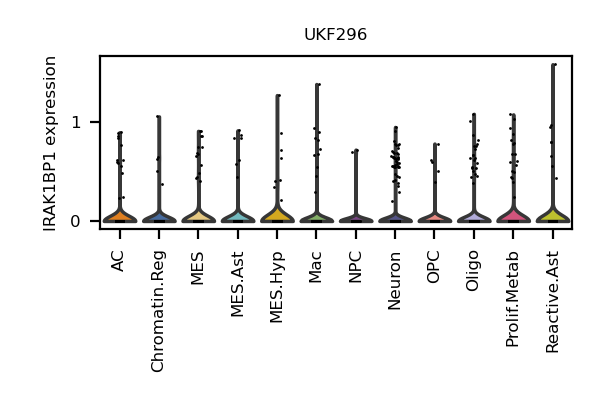 UKF296
IRAK1BP1 expression
1
0
AC
Chromatin.Reg
MES
MES.Ast
MES.Hyp
Mac
NPC
Neuron
OPC
Oligo
Prolif.Metab
Reactive.Ast